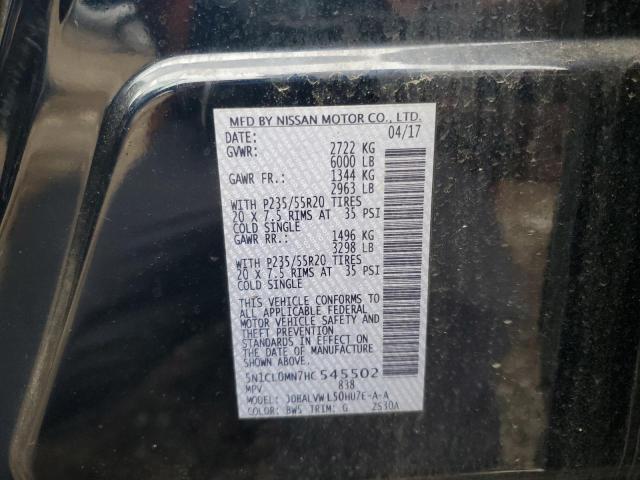 MFD BY NISSAN MOTOR CO., LTD.
DATE: 04/17
GVWR: 2722 KG
6000 LB
GAWR FR.: 1344 KG
2963 LB
WITH P235/55R20 TIRES
20 X 7.5 RIMS AT 35 PSI
COLD SINGLE
GAWR RR.: 1496 KG
3298 LB
WITH P235/55R20 TIRES
20 X 7.5 RIMS AT 35 PSI
COLD SINGLE
THIS VEHICLE CONFORMS TO
ALL APPLICABLE FEDERAL
MOTOR VEHICLE SAFETY AND
THEFT PREVENTION
STANDARDS IN EFFECT ON
THE DATE OF MANUFACTURE
SHOWN ABOVE.
5N1CL0MN7HC545502
MPV 838
MODEL: JDBALVWL50HU7E-A-A
COLOR: BW5 TRIM: G 2S30A